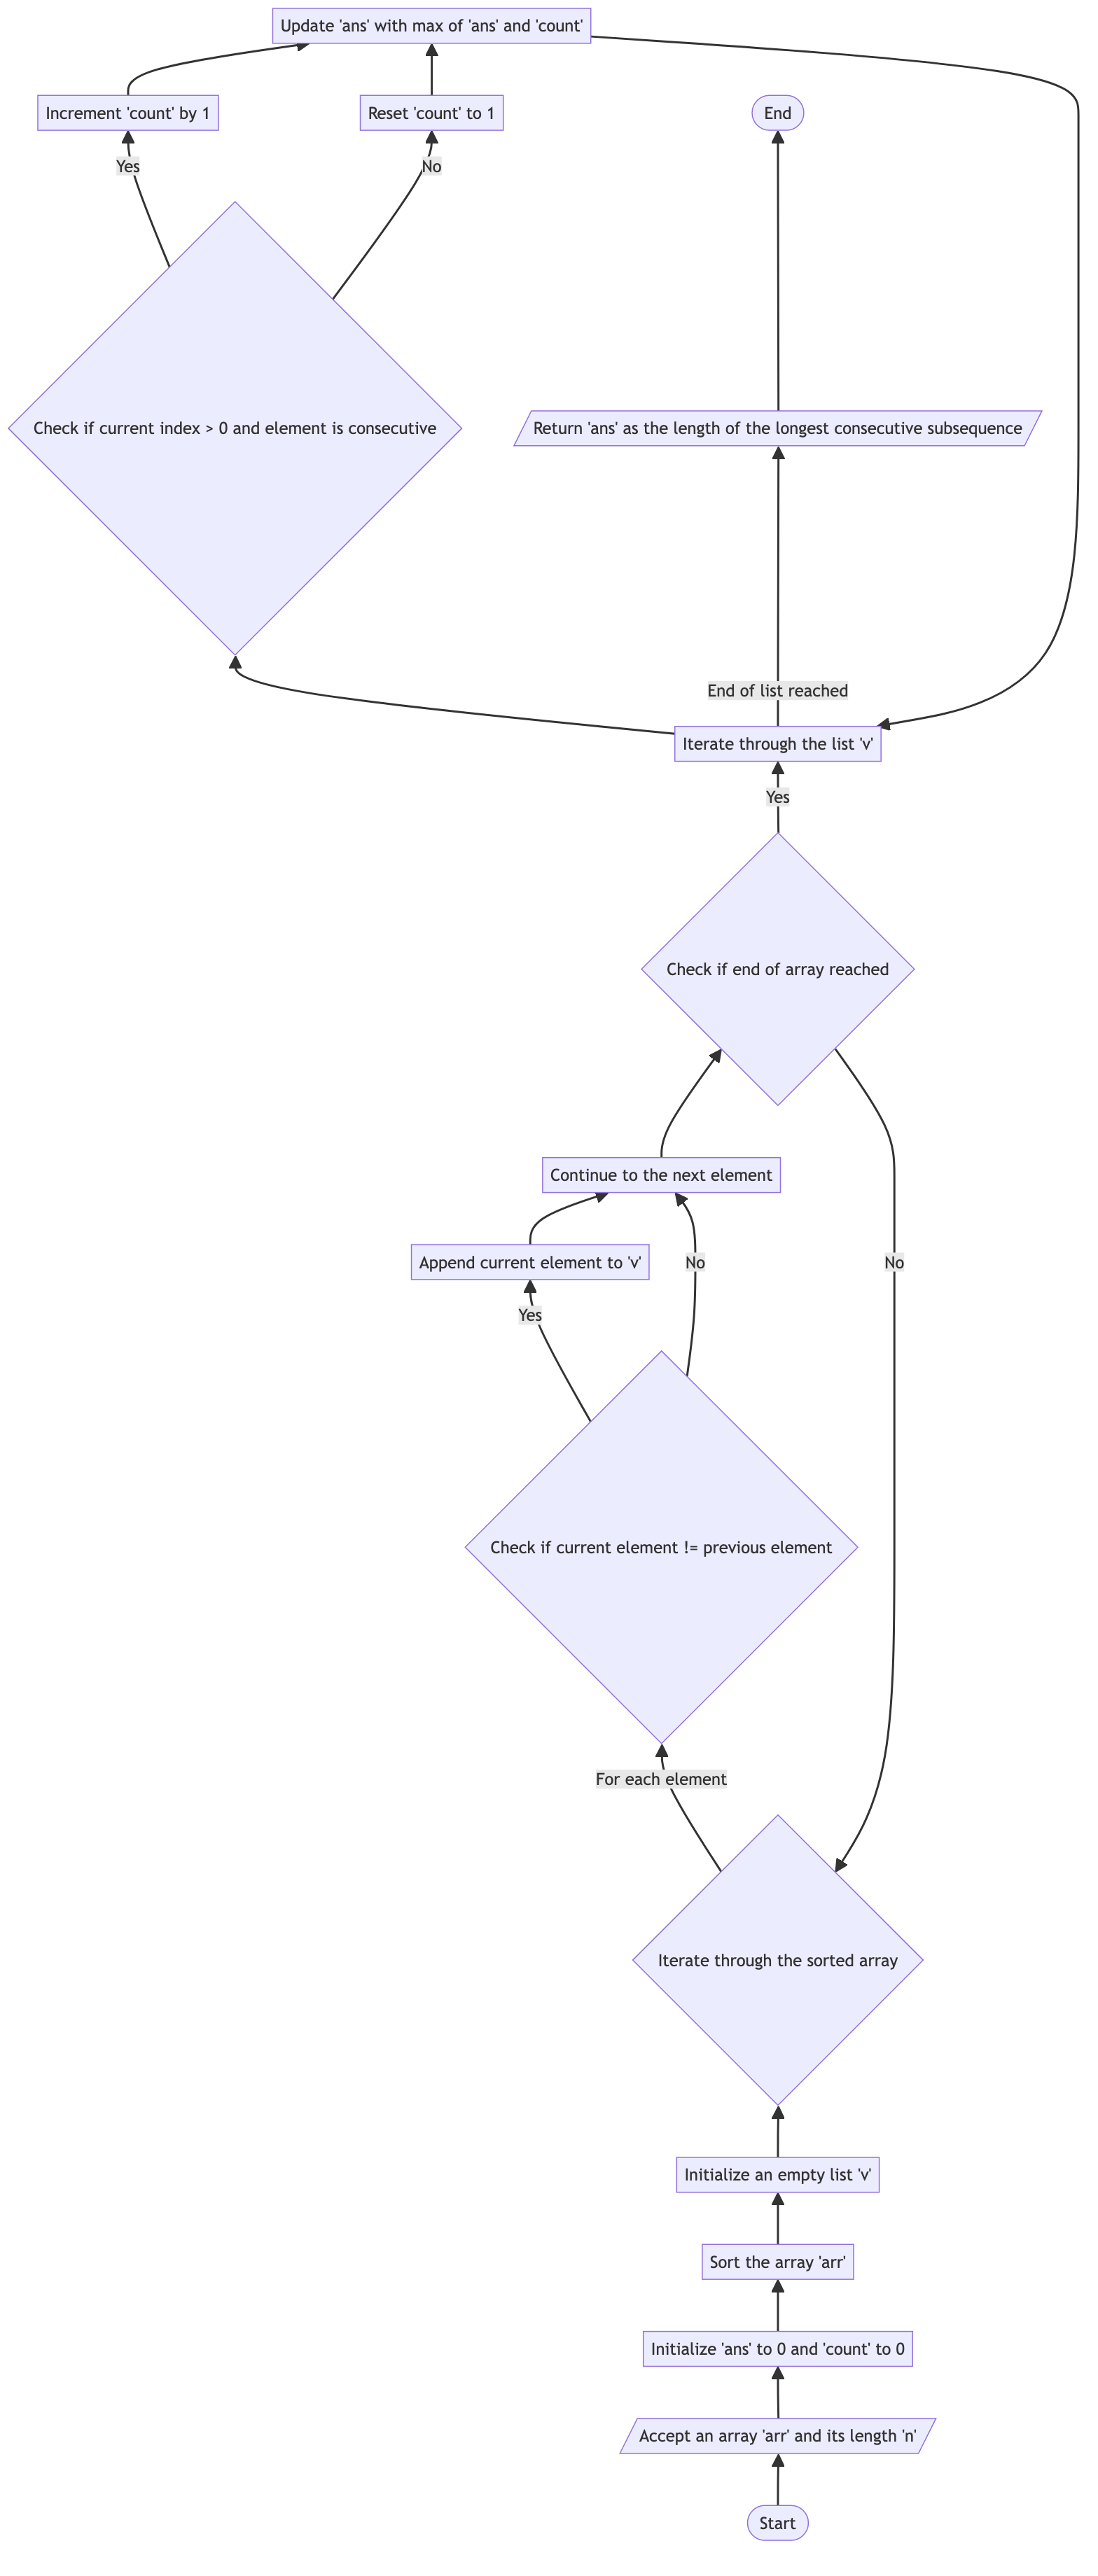 Update 'ans' with max of 'ans' and 'count'
Increment 'count' by 1
Reset 'count' to 1
End
Yes
No
Check if current index > 0 and element is consecutive
Return 'ans' as the length of the longest consecutive subsequence
End of list reached
Iterate through the list 'v'
Yes
Check if end of array reached
Continue to the next element
Append current element to 'v'
No
No
Yes
Check if current element != previous element
For each element
Iterate through the sorted array
Initialize an empty list 'v'
Sort the array 'arr'
Initialize 'ans' to 0 and 'count' to 0
Accept an array 'arr' and its length 'n'
Start